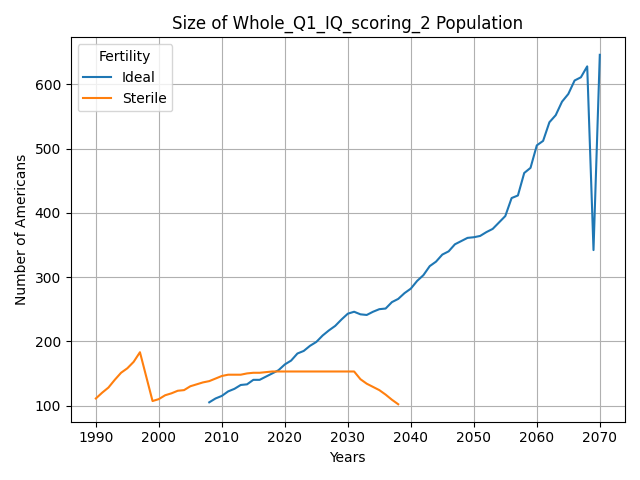 Size of Whole_Q1_IQ_scoring_2 Population
Fertility
Ideal
Sterile
Number of Americans
600
500
400
300
200
100
1990 2000 2010 2020 2030 2040 2050 2060 2070
Years